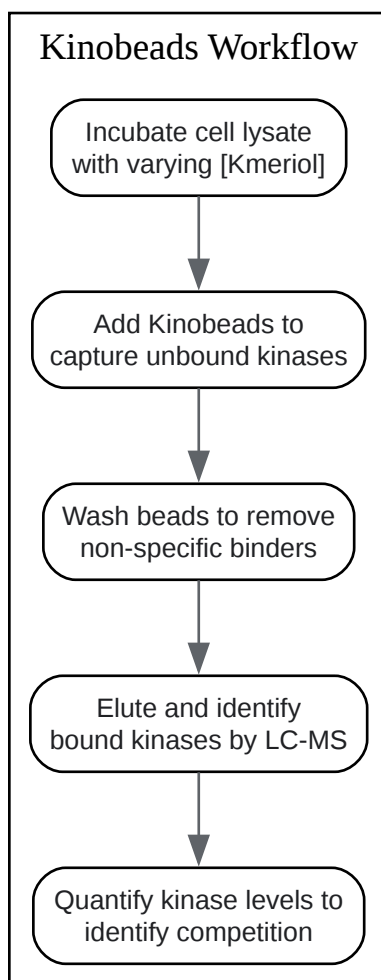 Kinobeads Workflow
Incubate cell lysate
with varying [Kmeriol]
Add Kinobeads to
capture unbound kinases
Wash beads to remove
non-specific binders
Elute and identify
bound kinases by LC-MS
Quantify kinase levels to
identify competition